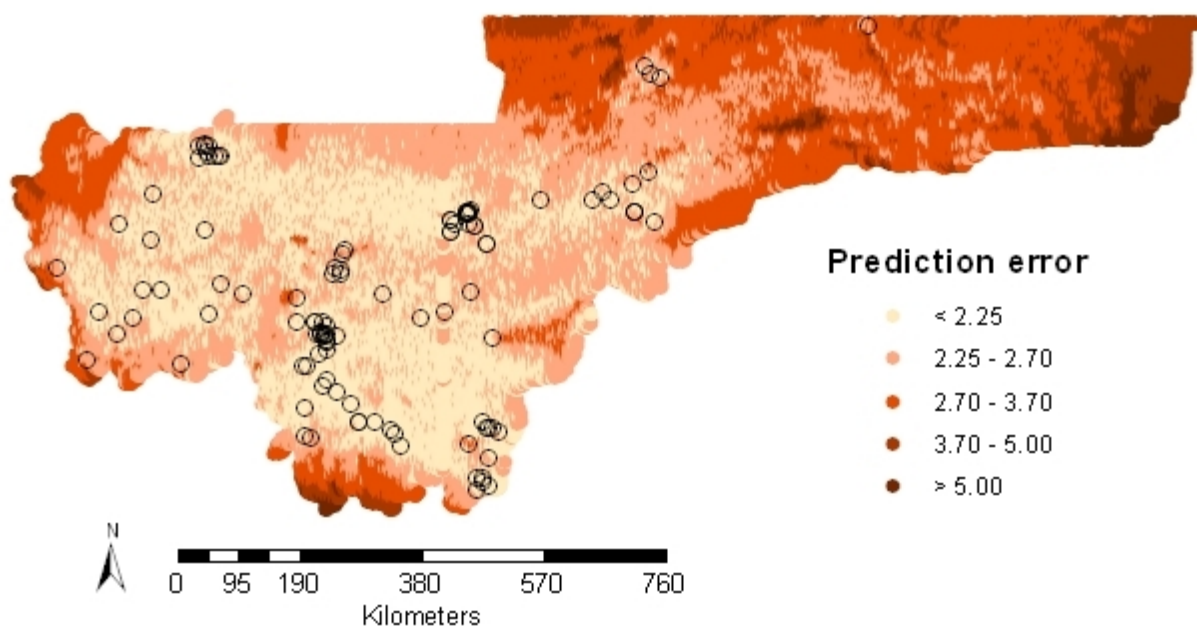 Prediction error
< 2.25
2.25 - 2.70
2.70 - 3.70
3.70 - 5.00
> 5.00
N
0 95 190 380 570 760
Kilometers